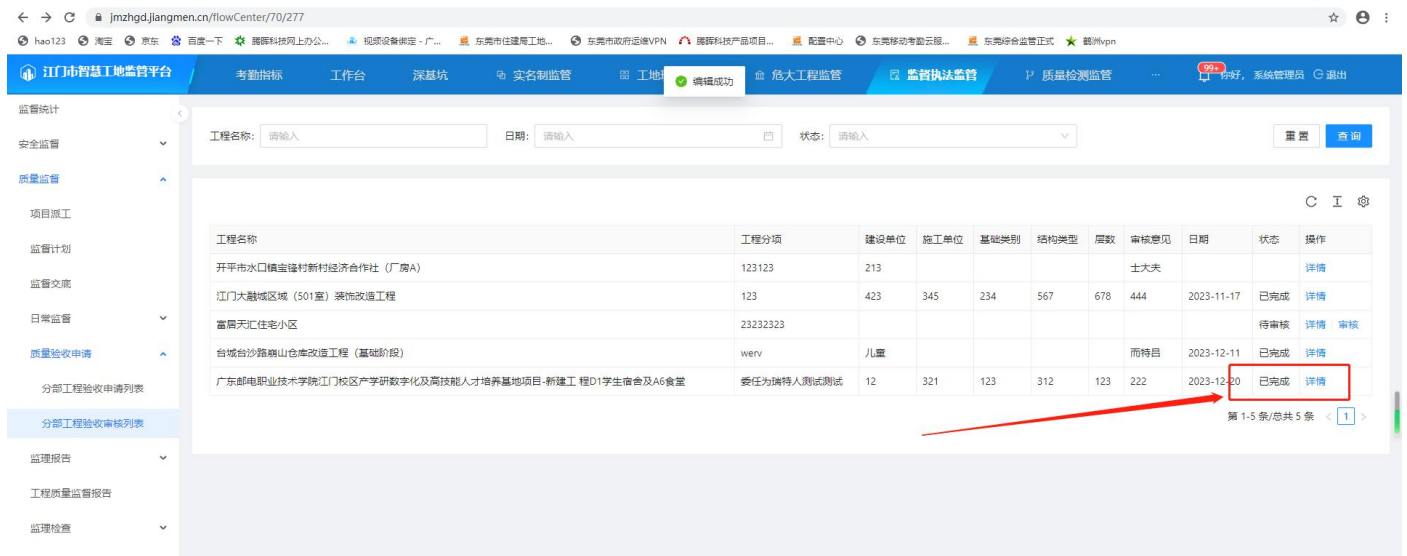 jmzhgd.jiangmen.cn/flowCenter/70/277
hao123 淘宝 京东 百度一下 腾晖科技网上办公... 视频设备绑定 - 广... 东莞市住建局工地... 东莞市政府运维VPN 腾晖科技产品项目... 配置中心 东莞移动考勤云服... 东莞综合监管正式 鹤洲vpn
江门市智慧工地监管平台 考勤指标 工作台 深基坑 实名制监管 工地 编辑成功 危大工程监管 监督执法监管 质量检测监管 ... 99+ 你好, 系统管理员 退出
监督统计
安全监督
质量监督
项目派工
监督计划
监督交底
日常监督
质量验收申请
分部工程验收申请列表
分部工程验收审核列表
监理报告
工程质量监督报告
监理检查
工程名称: 请输入 日期: 请输入 状态: 请输入 重置 查询
工程名称 工程分项 建设单位 施工单位 基础类别 结构类型 层数 审核意见 日期 状态 操作
开平市水口镇宝锋村新村经济合作社（厂房A） 123123 213 士大夫 详情
江门大融城区域（501室）装饰改造工程 123 423 345 234 567 678 444 2023-11-17 已完成 详情
富居天汇住宅小区 23232323 待审核 详情 审核
台城台沙路崩山仓库改造工程（基础阶段） werv 儿童 而特吕 2023-12-11 已完成 详情
广东邮电职业技术学院江门校区产学研数字化及高技能人才培养基地项目-新建工 程D1学生宿舍及A6食堂 委任为瑞特人测试测试 12 321 123 312 123 222 2023-12-20 已完成 详情
第 1-5 条/总共 5 条 < 1 >